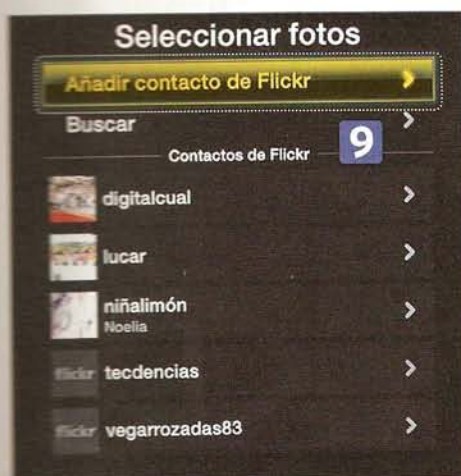 Seleccionar fotos
Añadir contacto de Flickr
Buscar
9
Contactos de Flickr
digitalcual
lucar
niñalimón
Noelia
flickr tecdencias
flickr vegarrozadas83